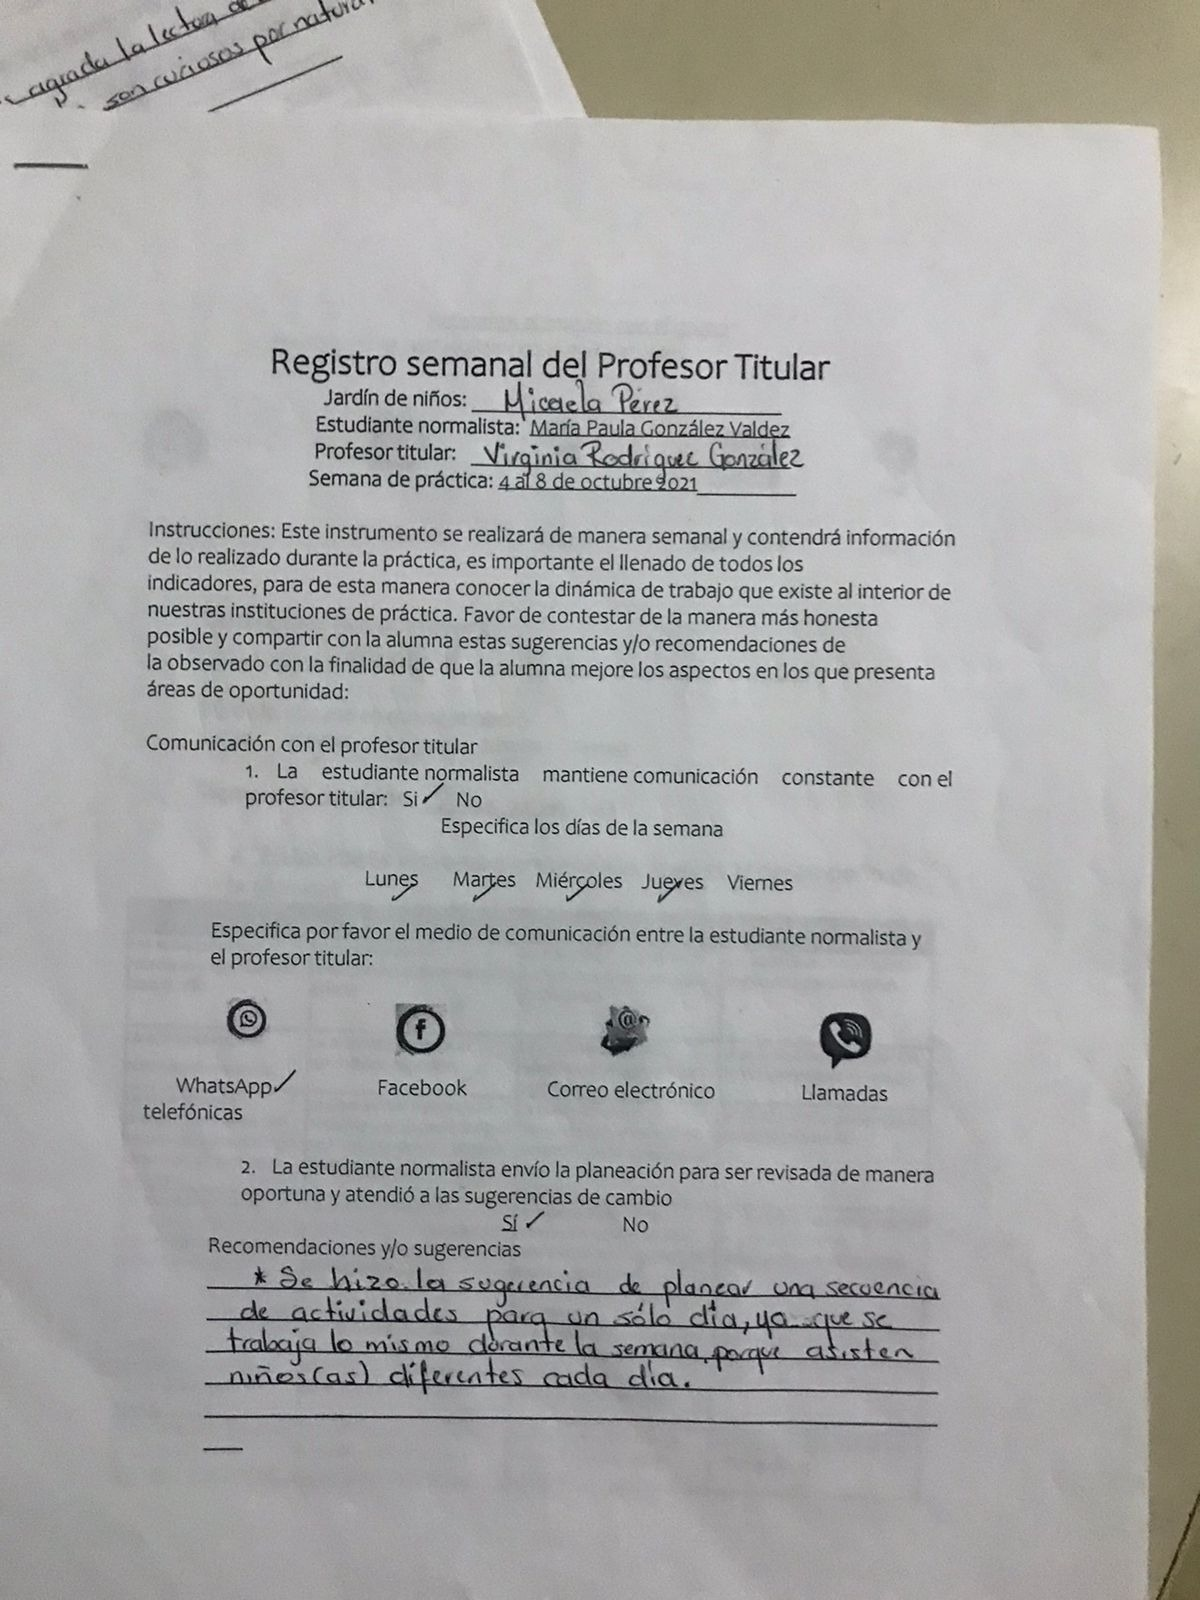 agrada la lectura de
son curiosos por natura
Registro semanal del Profesor Titular
Jardín de niños: Micaela Pérez
Estudiante normalista: María Paula González Valdez
Profesor titular: Virginia Rodríguez González
Semana de práctica: 4 al 8 de octubre 2021
Instrucciones: Este instrumento se realizará de manera semanal y contendrá información
de lo realizado durante la práctica, es importante el llenado de todos los
indicadores, para de esta manera conocer la dinámica de trabajo que existe al interior de
nuestras instituciones de práctica. Favor de contestar de la manera más honesta
posible y compartir con la alumna estas sugerencias y/o recomendaciones de
la observado con la finalidad de que la alumna mejore los aspectos en los que presenta
áreas de oportunidad:
Comunicación con el profesor titular
1. La estudiante normalista mantiene comunicación constante con el
profesor titular: Si ✓ No
Especifica los días de la semana
Lunes ✓ Martes ✓ Miércoles ✓ Jueves ✓ Viernes
Especifica por favor el medio de comunicación entre la estudiante normalista y
el profesor titular:
WhatsApp ✓ Facebook Correo electrónico Llamadas
telefónicas
2. La estudiante normalista envío la planeación para ser revisada de manera
oportuna y atendió a las sugerencias de cambio
Sí ✓ No
Recomendaciones y/o sugerencias
* Se hizo la sugerencia de planear una secuencia
de actividades para un sólo día, ya que se
trabaja lo mismo durante la semana, porque asisten
niños(as) diferentes cada día.